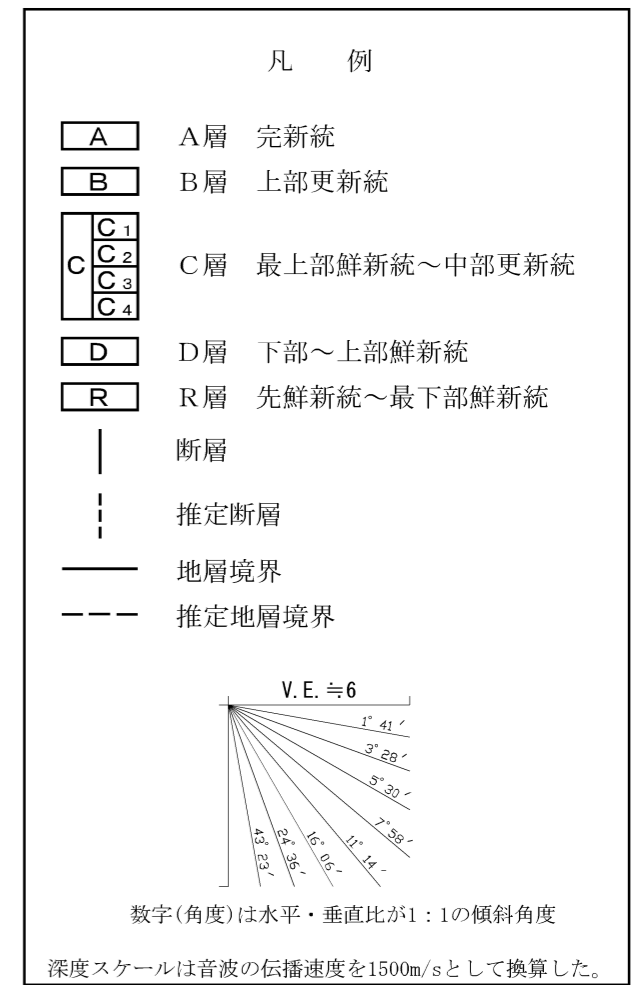 凡 例
A A層 完新統
B B層 上部更新統
C C1 C2 C3 C4 C層 最上部鮮新統~中部更新統
D D層 下部~上部鮮新統
R R層 先鮮新統~最下部鮮新統
断層
推定断層
地層境界
推定地層境界
V.E.≒6
1°41′
3°28′
5°30′
7°58′
11°14′
16°06′
24°36′
43°23′
数字(角度)は水平・垂直比が1:1の傾斜角度
深度スケールは音波の伝播速度を1500m/sとして換算した。